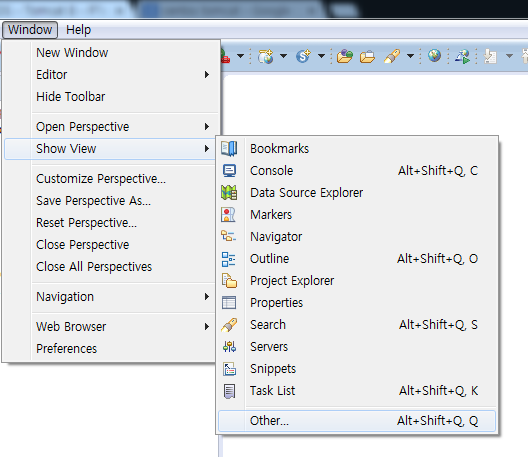 Window Help
New Window
Editor
Hide Toolbar
Open Perspective
Show View
Customize Perspective...
Save Perspective As...
Reset Perspective...
Close Perspective
Close All Perspectives
Navigation
Web Browser
Preferences
Bookmarks
Console Alt+Shift+Q, C
Data Source Explorer
Markers
Navigator
Outline Alt+Shift+Q, O
Project Explorer
Properties
Search Alt+Shift+Q, S
Servers
Snippets
Task List Alt+Shift+Q, K
Other... Alt+Shift+Q, Q